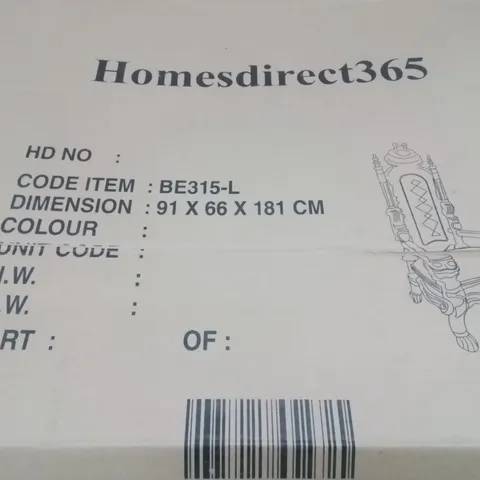 Homesdirect365
HD NO :
CODE ITEM : BE315-L
DIMENSION : 91 X 66 X 181 CM
COLOUR :
UNIT CODE :
.W. :
.W. :
RT : OF :